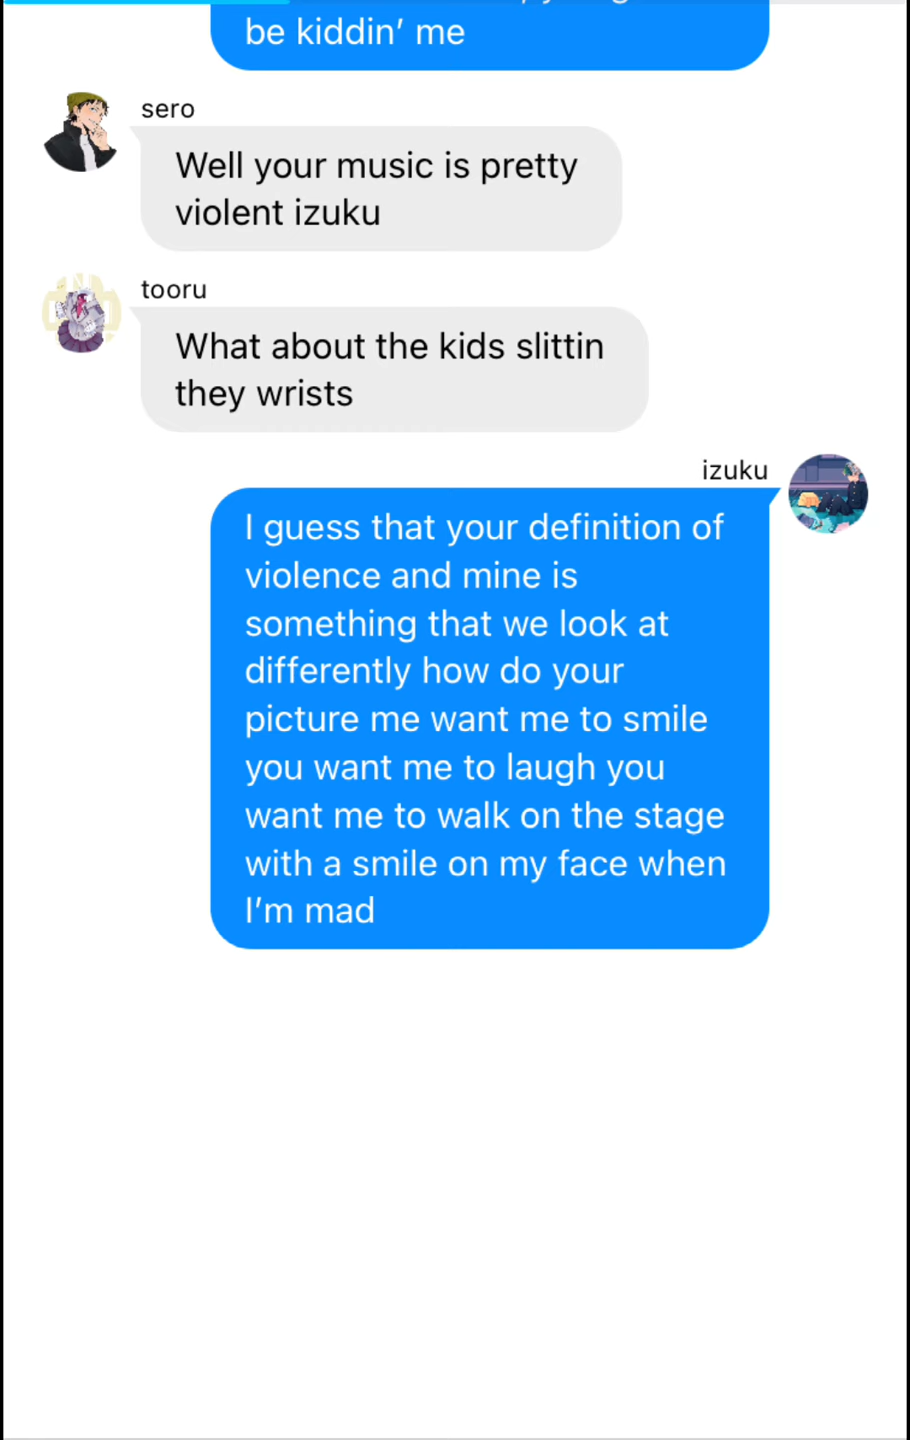 be kiddin’ me
sero
Well your music is pretty
violent izuku
tooru
What about the kids slittin
they wrists
izuku
I guess that your definition of
violence and mine is
something that we look at
differently how do your
picture me want me to smile
you want me to laugh you
want me to walk on the stage
with a smile on my face when
I’m mad